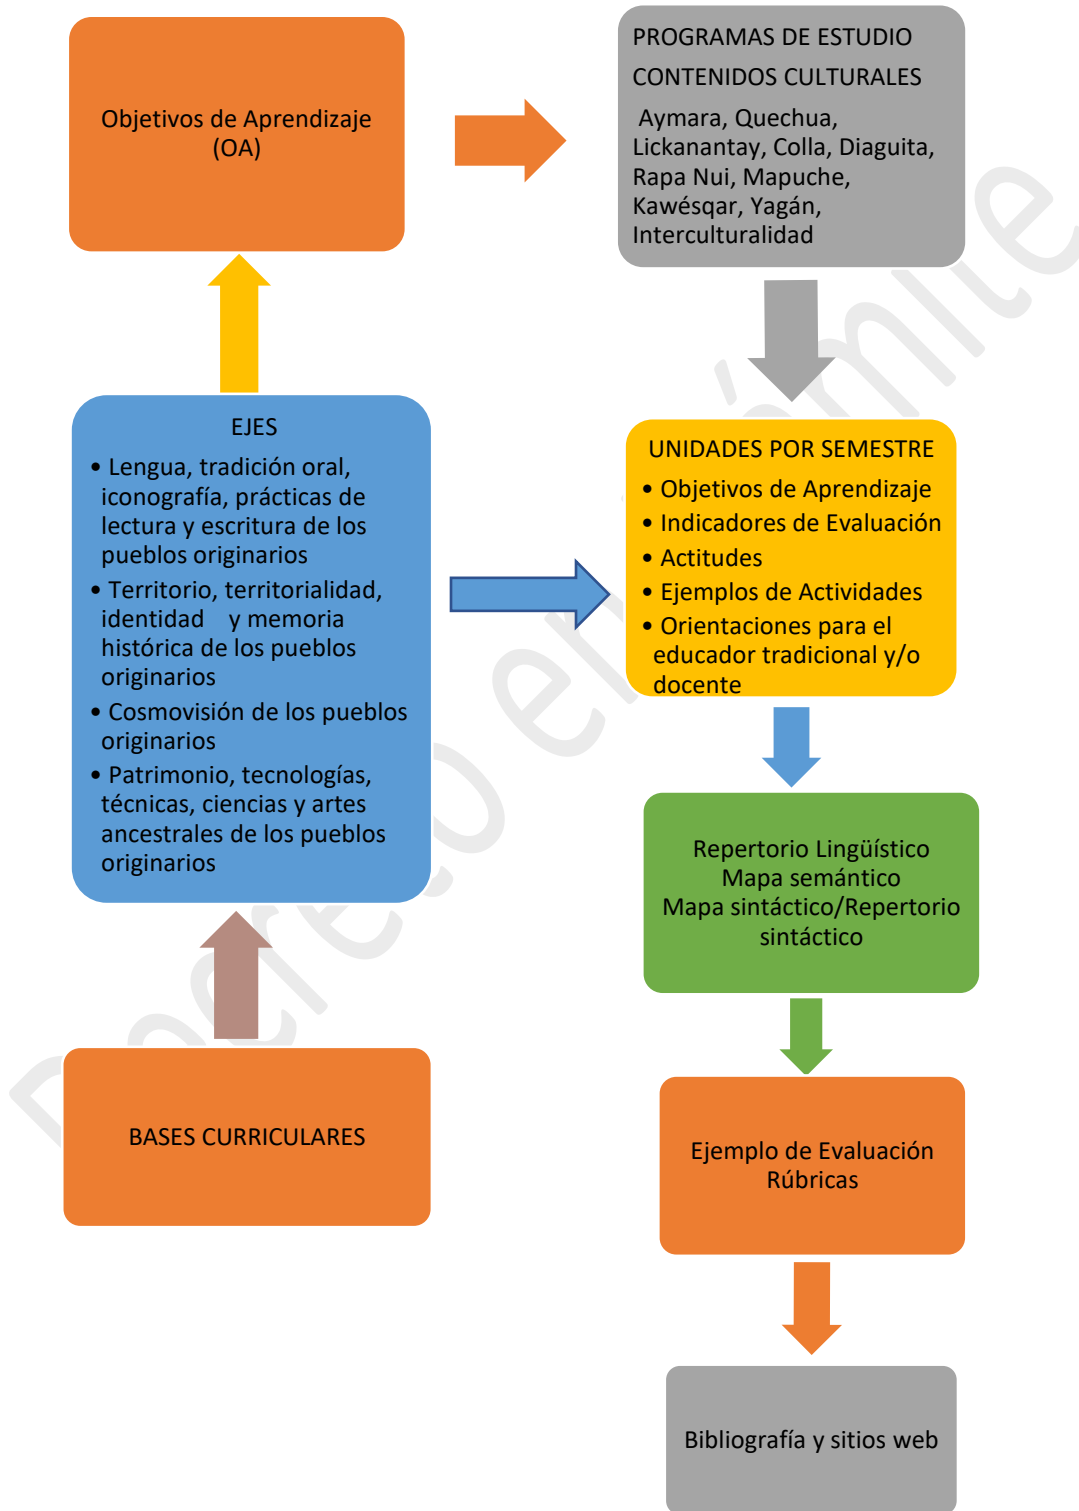 Objetivos de Aprendizaje
(OA)
PROGRAMAS DE ESTUDIO
CONTENIDOS CULTURALES
Aymara, Quechua,
Lickanantay, Colla, Diaguita,
Rapa Nui, Mapuche,
Kawésqar, Yagán,
Interculturalidad
EJES
• Lengua, tradición oral,
iconografía, prácticas de
lectura y escritura de los
pueblos originarios
• Territorio, territorialidad,
identidad y memoria
histórica de los pueblos
originarios
• Cosmovisión de los pueblos
originarios
• Patrimonio, tecnologías,
técnicas, ciencias y artes
ancestrales de los pueblos
originarios
UNIDADES POR SEMESTRE
• Objetivos de Aprendizaje
• Indicadores de Evaluación
• Actitudes
• Ejemplos de Actividades
• Orientaciones para el
educador tradicional y/o
docente
Repertorio Lingüístico
Mapa semántico
Mapa sintáctico/Repertorio
sintáctico
BASES CURRICULARES
Ejemplo de Evaluación
Rúbricas
Bibliografía y sitios web